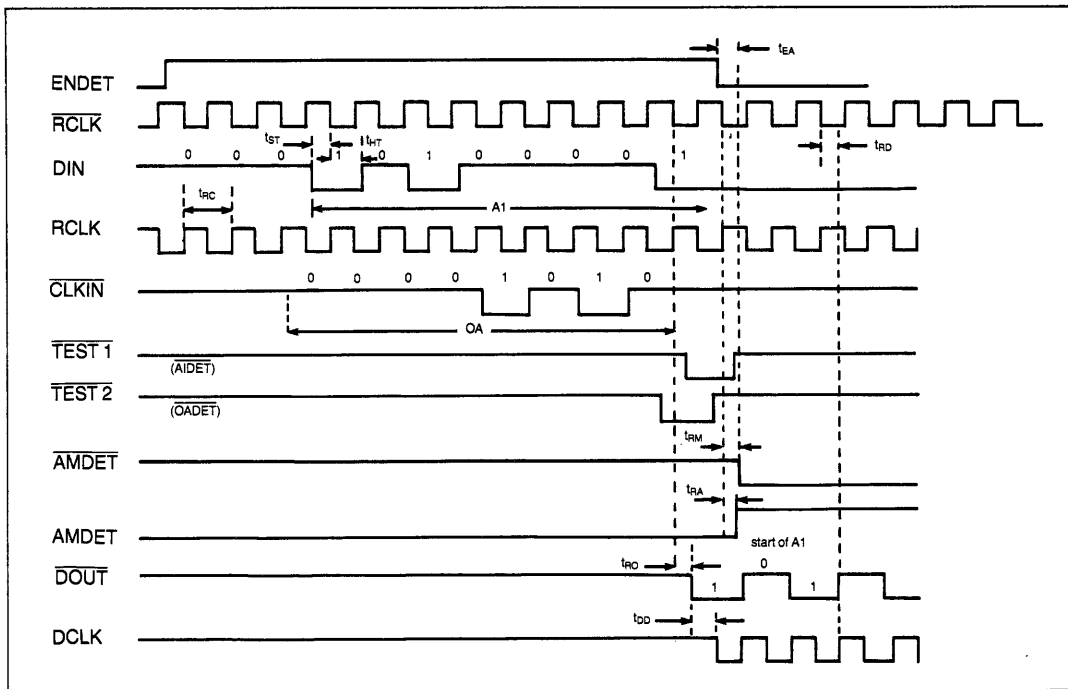 tEA
ENDET
RCLK
tST tHT tRD
0 0 0 1 0 1 0 0 0 0 1
DIN
tRC
A1
RCLK
0 0 0 0 1 0 1 0
CLKIN
OA
TEST 1
(AIDET)
TEST 2
(OADET)
tRM
AMDET
tRA
AMDET
start of A1
tRO
DOUT
1 0 1
tDD
DCLK